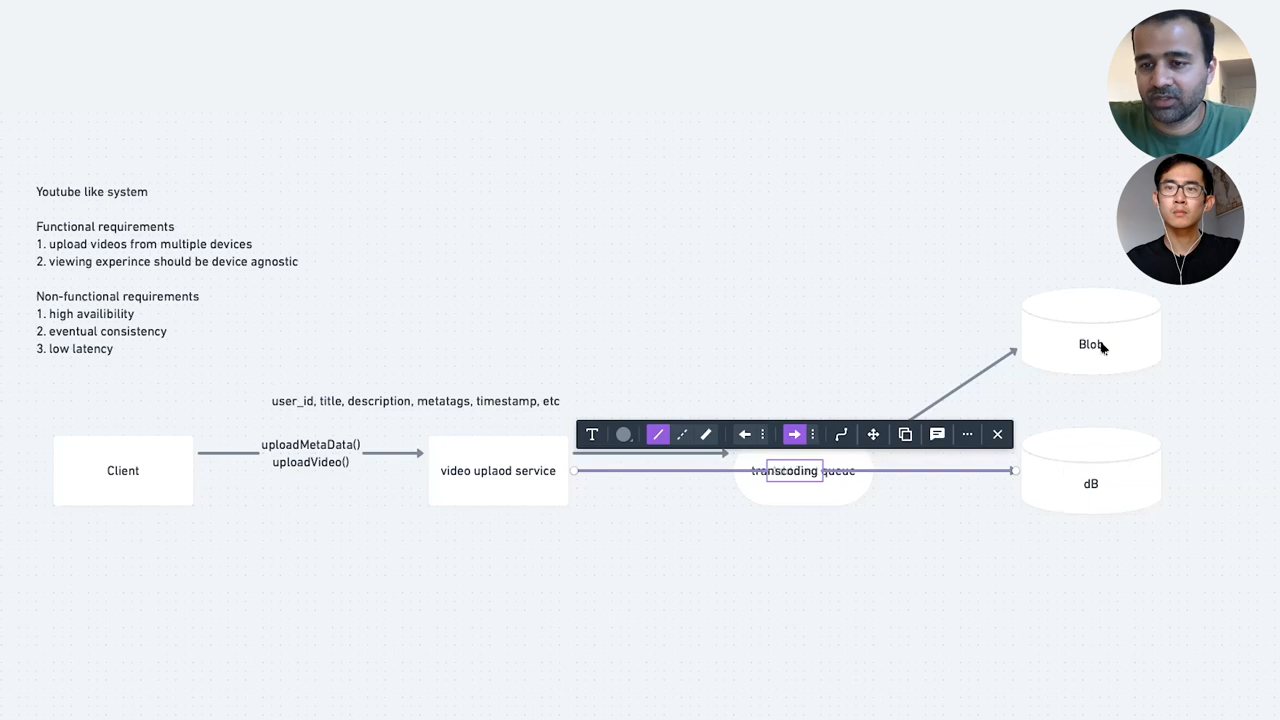 Youtube like system
Functional requirements
1. upload videos from multiple devices
2. viewing experince should be device agnostic
Non-functional requirements
1. high availibility
2. eventual consistency
3. low latency
user_id, title, description, metatags, timestamp, etc
Client
uploadMetaData()
uploadVideo()
video uplaod service
transcoding queue
Blob
dB
T